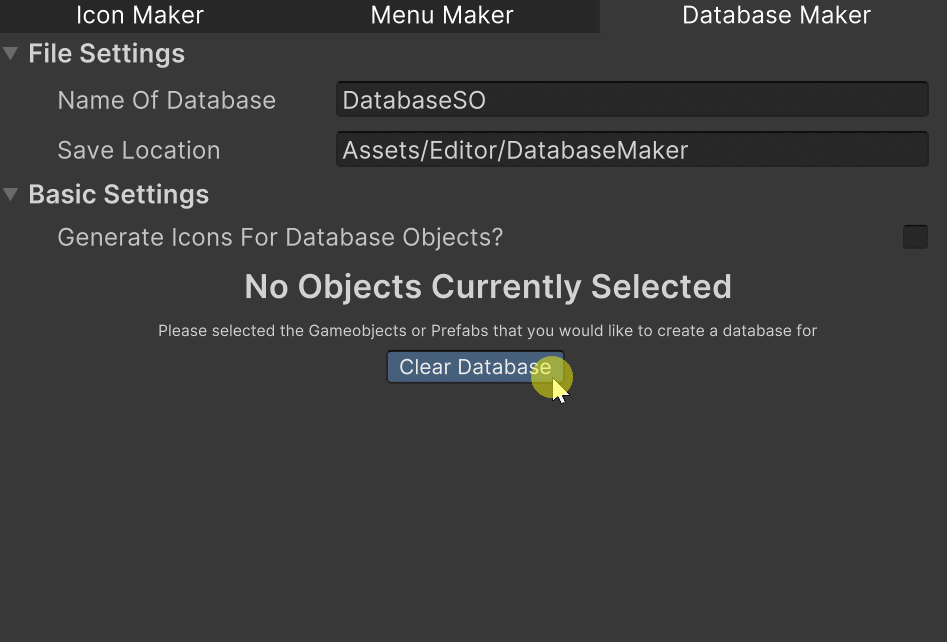 Icon Maker Menu Maker Database Maker
File Settings
Name Of Database DatabaseSO
Save Location Assets/Editor/DatabaseMaker
Basic Settings
Generate Icons For Database Objects?
No Objects Currently Selected
Please selected the Gameobjects or Prefabs that you would like to create a database for
Clear Database